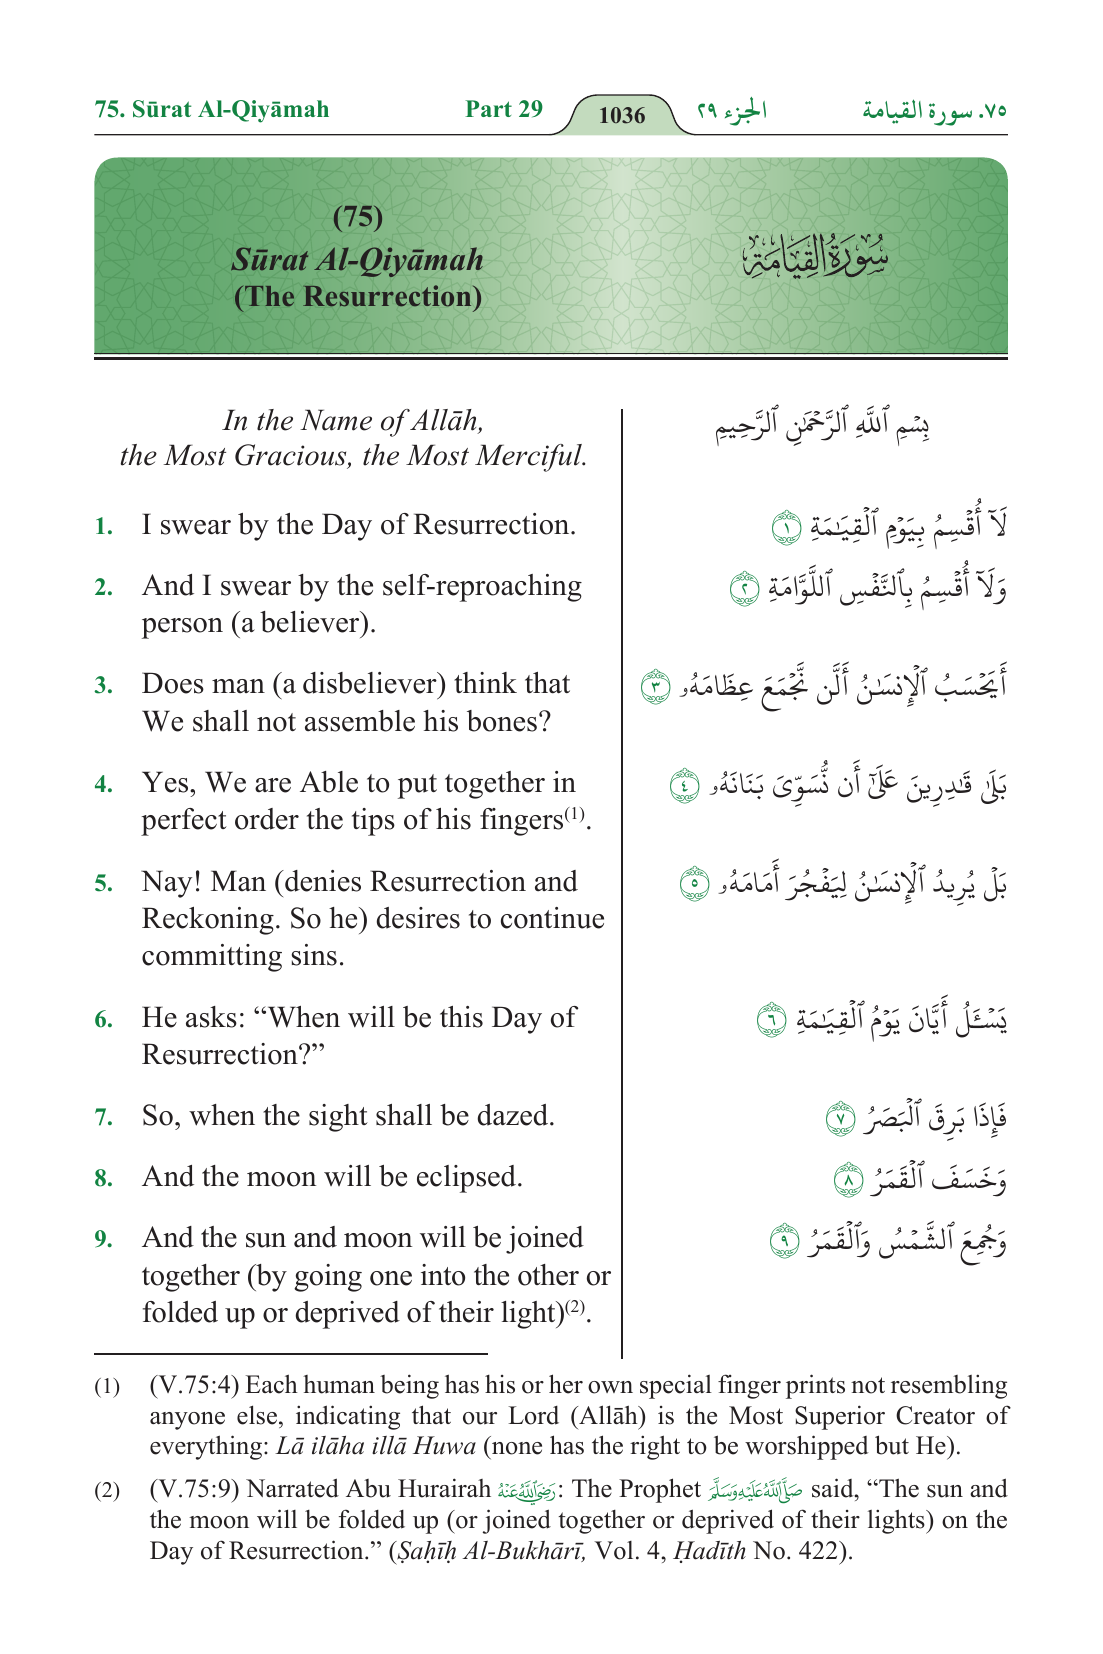 75. Sūrat Al-Qiyāmah Part 29 1036 الجزء ٢٩ ٧٥. سورة القيامة
(75)
Sūrat Al-Qiyāmah
(The Resurrection)
سُورَةُ القِيَامَةِ
In the Name of Allāh,
the Most Gracious, the Most Merciful.
بِسْمِ ٱللَّهِ ٱلرَّحْمَـٰنِ ٱلرَّحِيمِ
1. I swear by the Day of Resurrection.
لَآ أُقْسِمُ بِيَوْمِ ٱلْقِيَـٰمَةِ ١
2. And I swear by the self-reproaching
person (a believer).
وَلَآ أُقْسِمُ بِٱلنَّفْسِ ٱللَّوَّامَةِ ٢
3. Does man (a disbeliever) think that
We shall not assemble his bones?
أَيَحْسَبُ ٱلْإِنسَـٰنُ أَلَّن نَّجْمَعَ عِظَامَهُۥ ٣
4. Yes, We are Able to put together in
perfect order the tips of his fingers(1).
بَلَىٰ قَـٰدِرِينَ عَلَىٰٓ أَن نُّسَوِّىَ بَنَانَهُۥ ٤
5. Nay! Man (denies Resurrection and
Reckoning. So he) desires to continue
committing sins.
بَلْ يُرِيدُ ٱلْإِنسَـٰنُ لِيَفْجُرَ أَمَامَهُۥ ٥
6. He asks: “When will be this Day of
Resurrection?”
يَسْـَٔلُ أَيَّانَ يَوْمُ ٱلْقِيَـٰمَةِ ٦
7. So, when the sight shall be dazed.
فَإِذَا بَرِقَ ٱلْبَصَرُ ٧
8. And the moon will be eclipsed.
وَخَسَفَ ٱلْقَمَرُ ٨
9. And the sun and moon will be joined
together (by going one into the other or
folded up or deprived of their light)(2).
وَجُمِعَ ٱلشَّمْسُ وَٱلْقَمَرُ ٩
(1) (V.75:4) Each human being has his or her own special finger prints not resembling
anyone else, indicating that our Lord (Allāh) is the Most Superior Creator of
everything: Lā ilāha illā Huwa (none has the right to be worshipped but He).
(2) (V.75:9) Narrated Abu Hurairah رَضِيَ اللَّهُ عَنْهُ: The Prophet صَلَّى اللَّهُ عَلَيْهِ وَسَلَّمَ said, “The sun and
the moon will be folded up (or joined together or deprived of their lights) on the
Day of Resurrection.” (Ṣaḥīḥ Al-Bukhārī, Vol. 4, Ḥadīth No. 422).